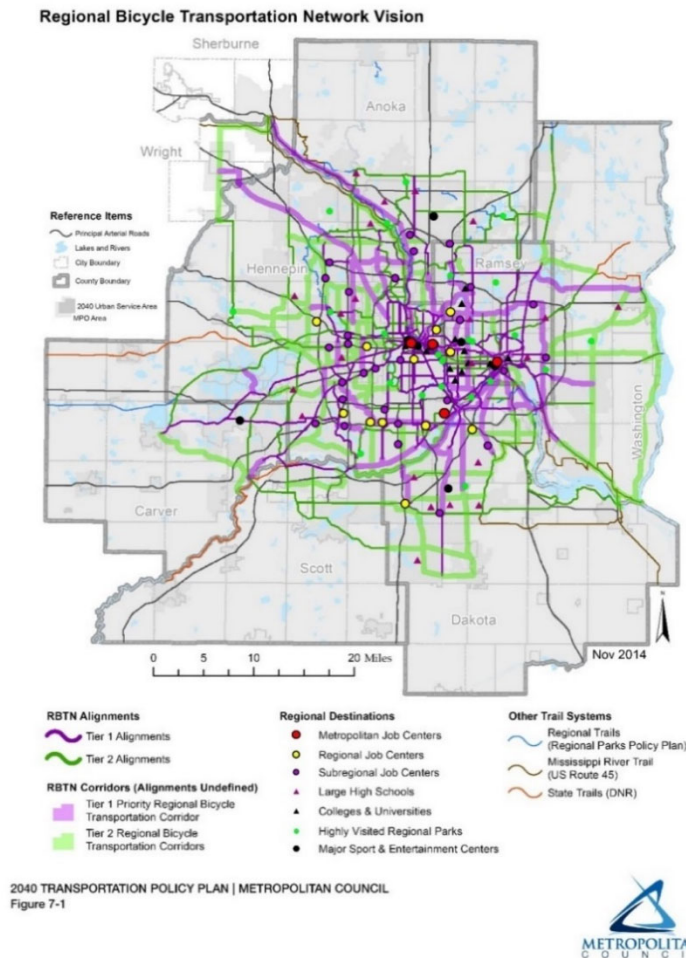 Regional Bicycle Transportation Network Vision
Sherburne
Anoka
Wright
Reference Items
Principal Arterial Roads
Lakes and Rivers
City Boundary
County Boundary
2040 Urban Service Area
MPO Area
Hennepin
Ramsey
Washington
Carver
Scott
Dakota
N
Nov 2014
0 5 10 20 Miles
RBTN Alignments
Tier 1 Alignments
Tier 2 Alignments
RBTN Corridors (Alignments Undefined)
Tier 1 Priority Regional Bicycle
Transportation Corridor
Tier 2 Regional Bicycle
Transportation Corridors
Regional Destinations
Metropolitan Job Centers
Regional Job Centers
Subregional Job Centers
Large High Schools
Colleges & Universities
Highly Visited Regional Parks
Major Sport & Entertainment Centers
Other Trail Systems
Regional Trails
(Regional Parks Policy Plan)
Mississippi River Trail
(US Route 45)
State Trails (DNR)
2040 TRANSPORTATION POLICY PLAN | METROPOLITAN COUNCIL
Figure 7-1
METROPOLITA
COUNCI